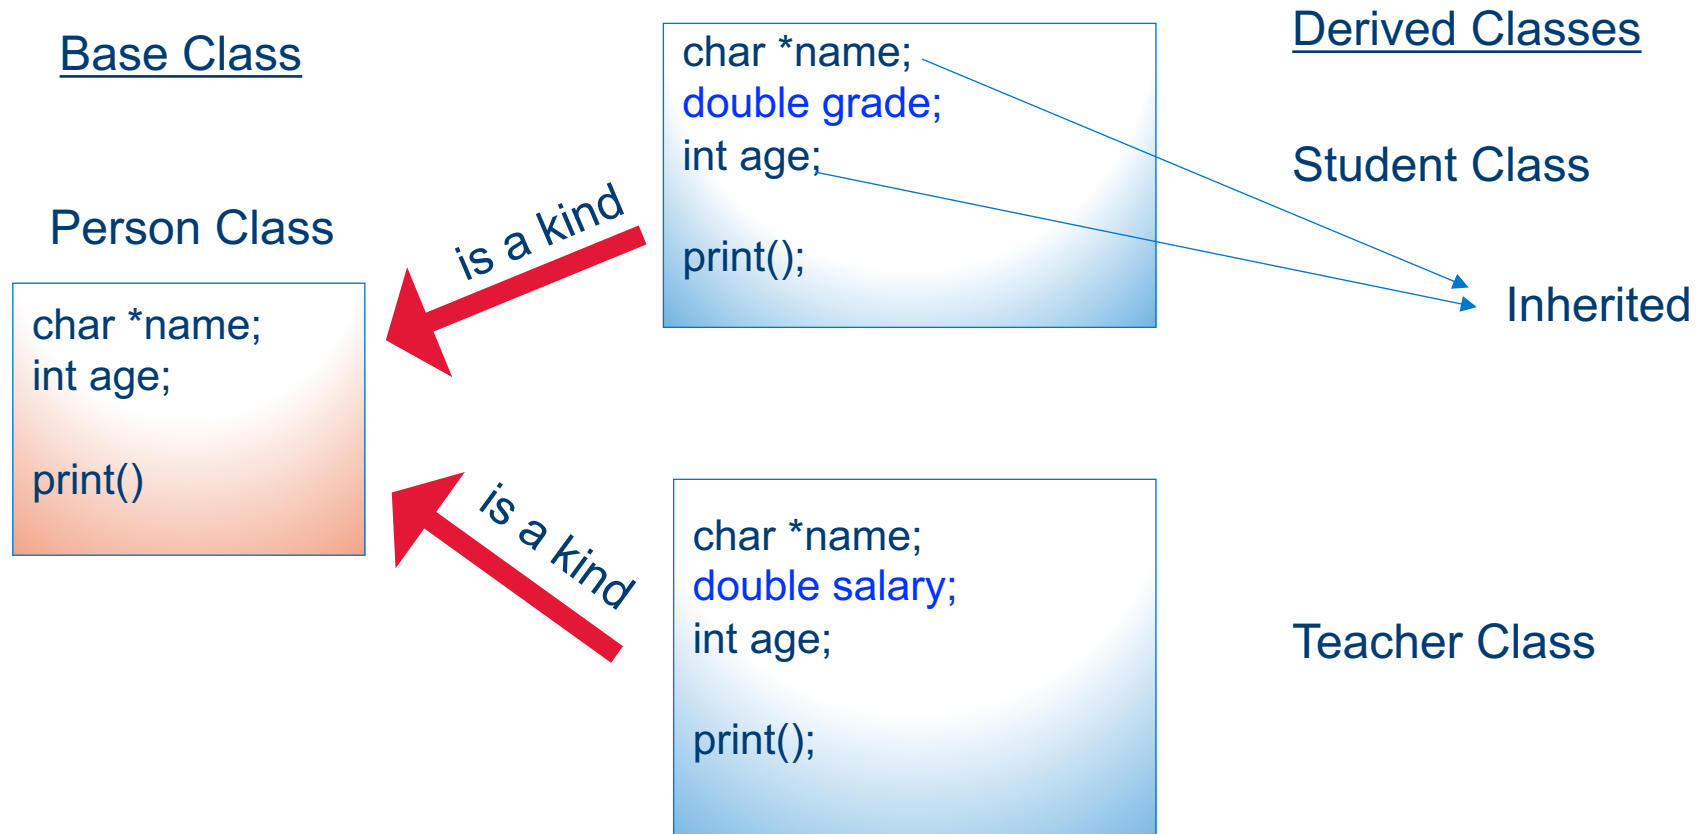 Base Class
Person Class
char *name;
int age;
print()
is a kind
is a kind
char *name;
double grade;
int age;
print();
char *name;
double salary;
int age;
print();
Derived Classes
Student Class
Inherited
Teacher Class